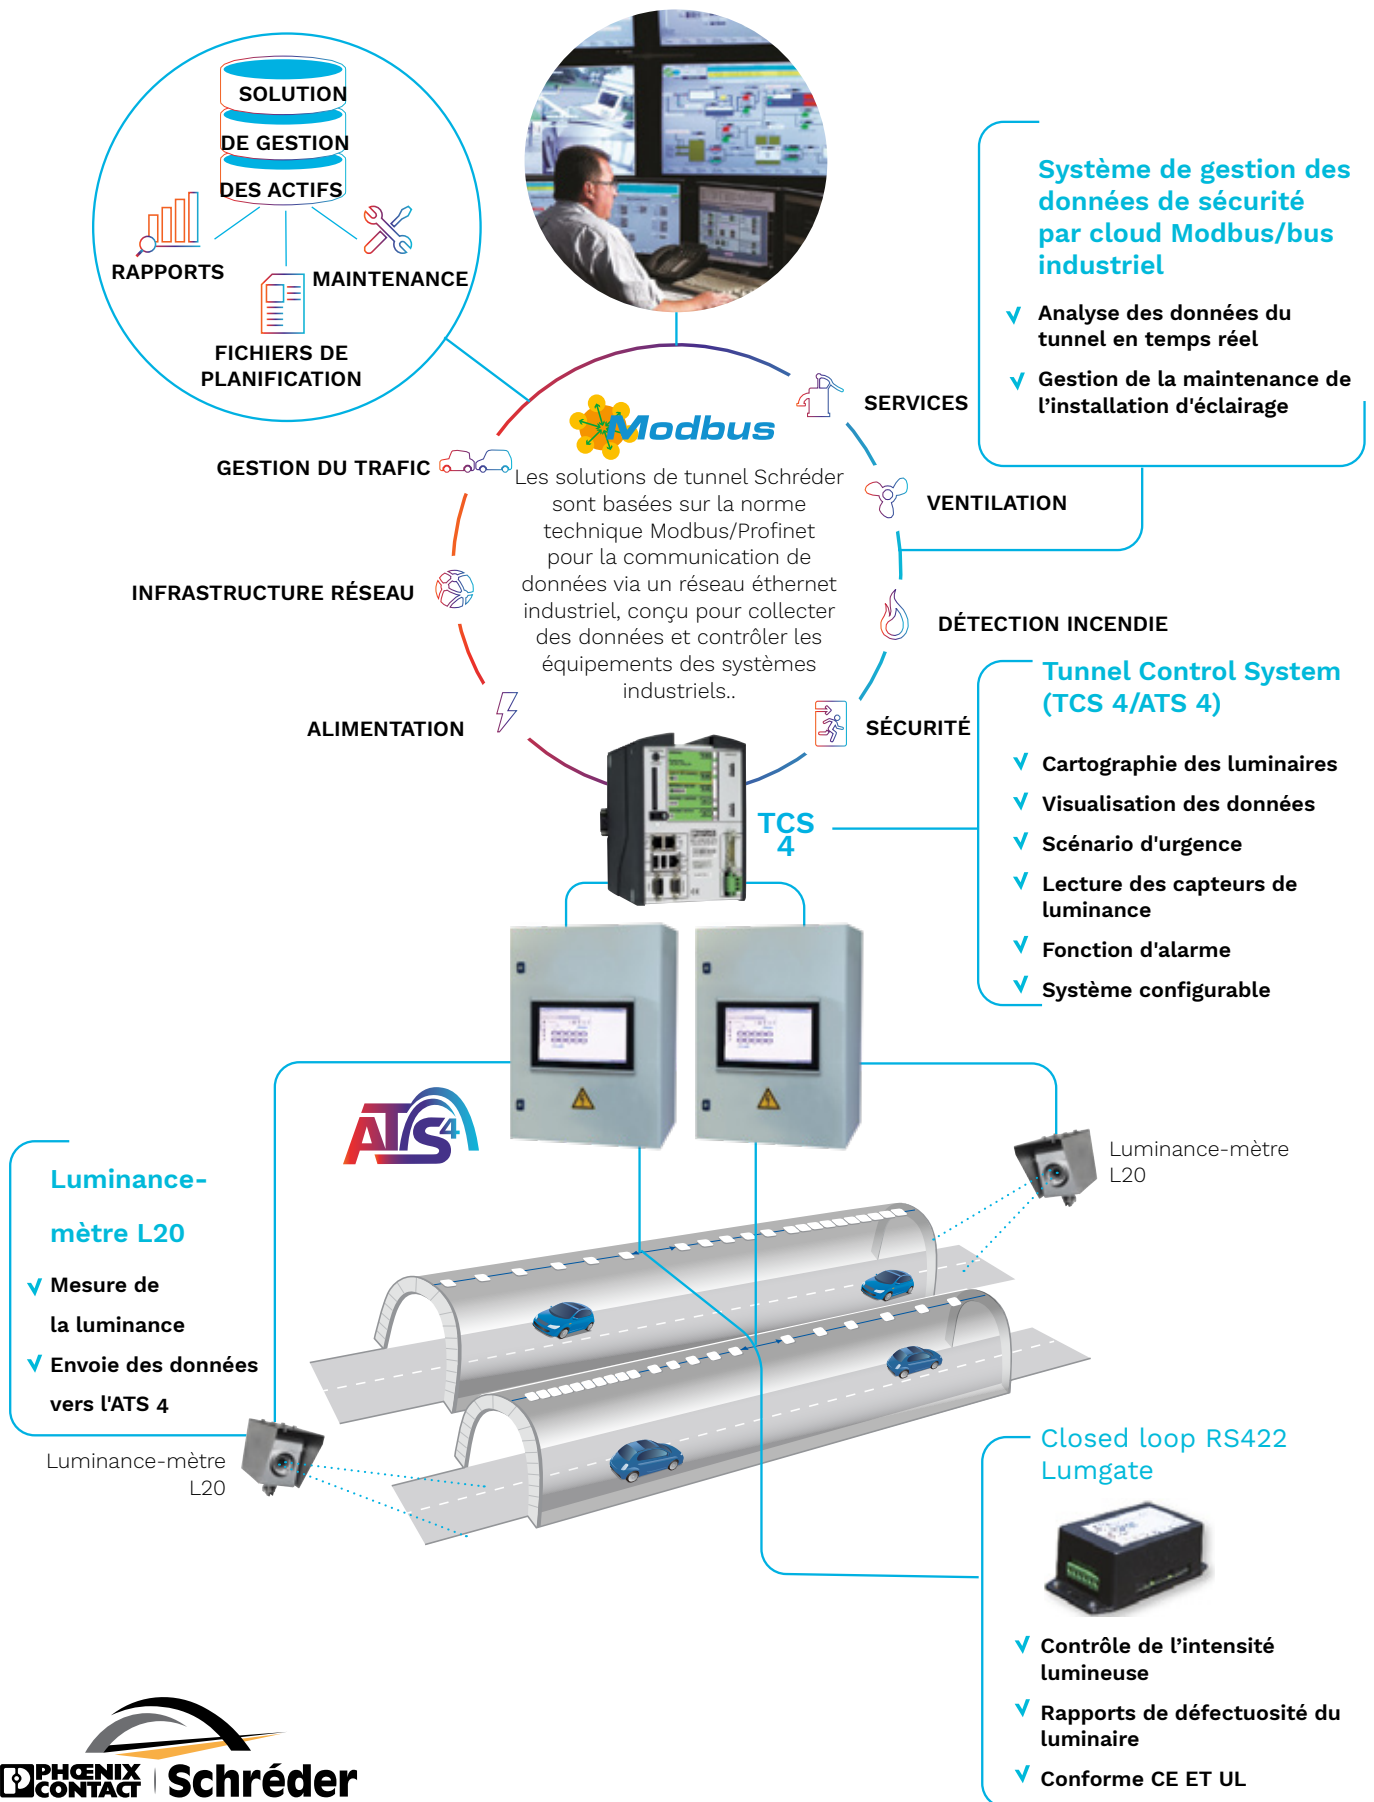 SOLUTION
DE GESTION
DES ACTIFS
RAPPORTS
MAINTENANCE
FICHIERS DE
PLANIFICATION
Système de gestion des
données de sécurité
par cloud Modbus/bus
industriel
Analyse des données du
tunnel en temps réel
Gestion de la maintenance de
l’installation d'éclairage
SERVICES
Modbus
GESTION DU TRAFIC
Les solutions de tunnel Schréder
sont basées sur la norme
technique Modbus/Profinet
pour la communication de
données via un réseau éthernet
industriel, conçu pour collecter
des données et contrôler les
équipements des systèmes
industriels..
VENTILATION
INFRASTRUCTURE RÉSEAU
DÉTECTION INCENDIE
ALIMENTATION
SÉCURITÉ
Tunnel Control System
(TCS 4/ATS 4)
Cartographie des luminaires
Visualisation des données
Scénario d'urgence
Lecture des capteurs de
luminance
Fonction d'alarme
Système configurable
TCS
4
ATS4
Luminance-
mètre L20
Mesure de
la luminance
Envoie des données
vers l'ATS 4
Luminance-mètre
L20
Luminance-mètre
L20
Closed loop RS422
Lumgate
Contrôle de l’intensité
lumineuse
Rapports de défectuosité du
luminaire
Conforme CE ET UL
PHŒNIX
CONTACT
Schréder